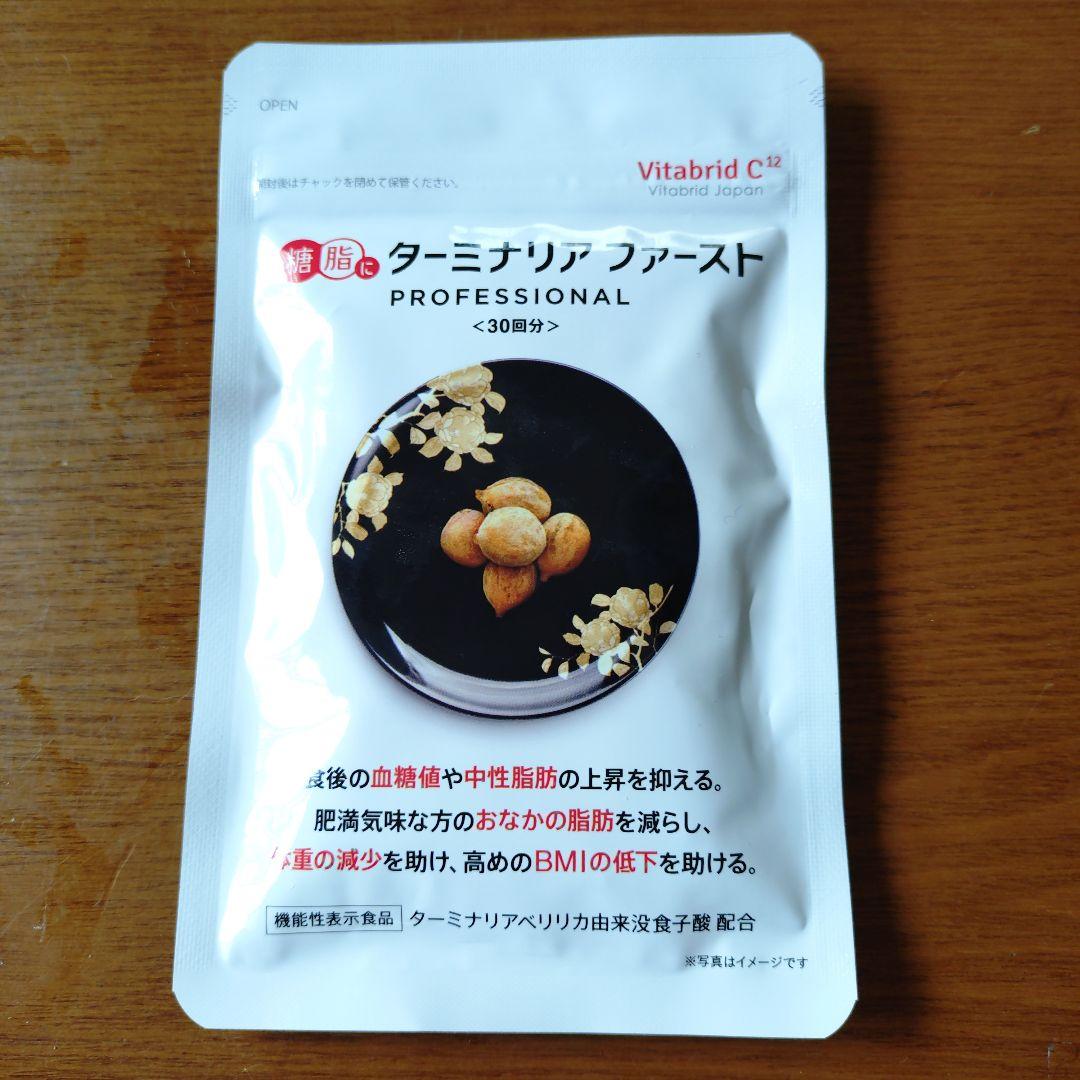 OPEN
開封後はチャックを閉めて保管ください。
Vitabrid C12
Vitabrid Japan
糖脂に ターミナリア ファースト
PROFESSIONAL
<30回分>
食後の血糖値や中性脂肪の上昇を抑える。
肥満気味な方のおなかの脂肪を減らし、
体重の減少を助け、高めのBMIの低下を助ける。
機能性表示食品 ターミナリアベリリカ由来没食子酸 配合
※写真はイメージです